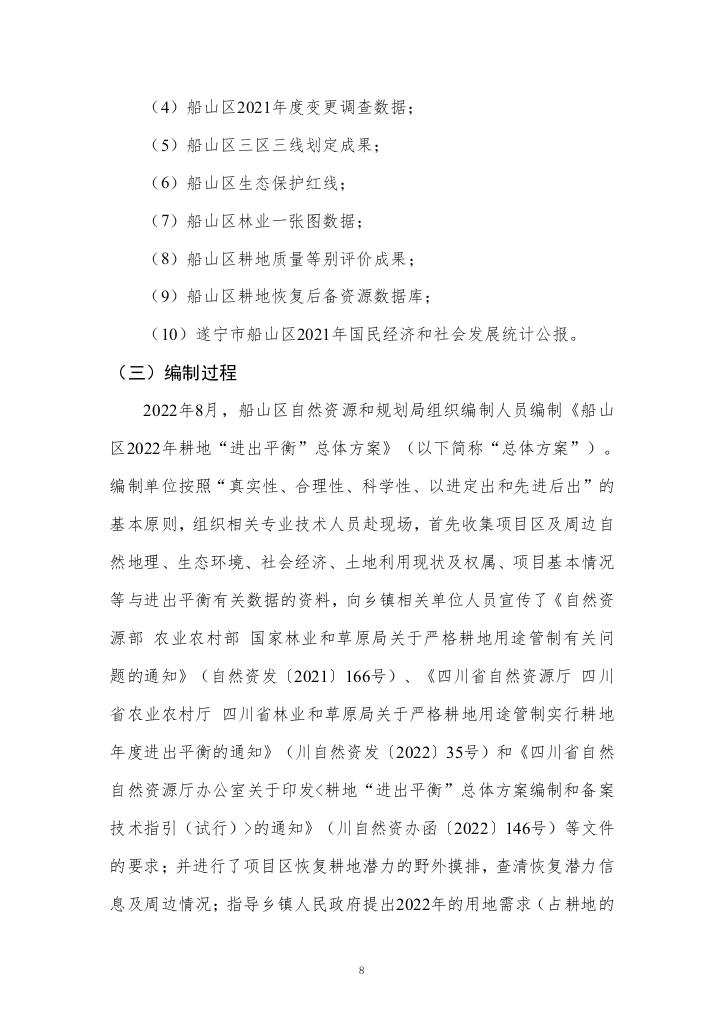 （4）船山区2021年度变更调查数据；
（5）船山区三区三线划定成果；
（6）船山区生态保护红线；
（7）船山区林业一张图数据；
（8）船山区耕地质量等别评价成果；
（9）船山区耕地恢复后备资源数据库；
（10）遂宁市船山区2021年国民经济和社会发展统计公报。
（三）编制过程
2022年8月，船山区自然资源和规划局组织编制人员编制《船山
区2022年耕地“进出平衡”总体方案》（以下简称“总体方案”）。
编制单位按照“真实性、合理性、科学性、以进定出和先进后出”的
基本原则，组织相关专业技术人员赴现场，首先收集项目区及周边自
然地理、生态环境、社会经济、土地利用现状及权属、项目基本情况
等与进出平衡有关数据的资料，向乡镇相关单位人员宣传了《自然资
源部 农业农村部 国家林业和草原局关于严格耕地用途管制有关问
题的通知》（自然资发〔2021〕166号）、《四川省自然资源厅 四川
省农业农村厅 四川省林业和草原局关于严格耕地用途管制实行耕地
年度进出平衡的通知》（川自然资发〔2022〕35号）和《四川省自然
自然资源厅办公室关于印发<耕地“进出平衡”总体方案编制和备案
技术指引（试行）>的通知》（川自然资办函〔2022〕146号）等文件
的要求；并进行了项目区恢复耕地潜力的野外摸排，查清恢复潜力信
息及周边情况；指导乡镇人民政府提出2022年的用地需求（占耕地的
8